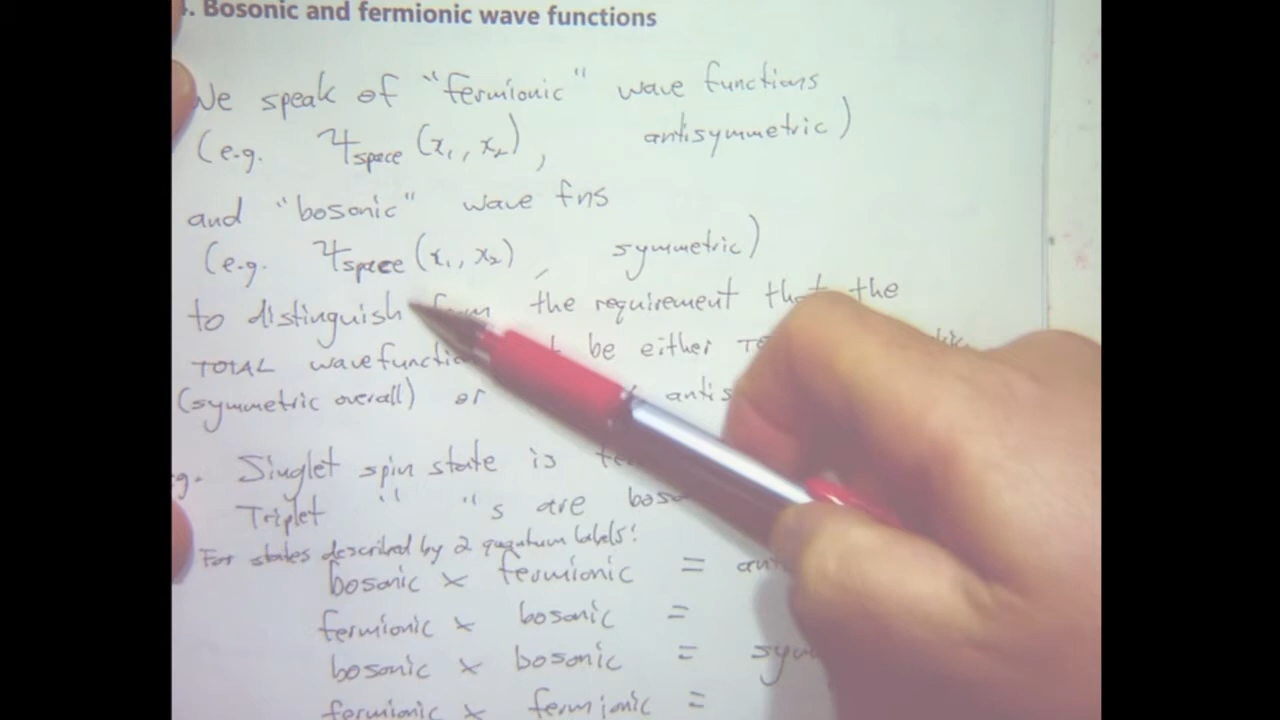 . Bosonic and fermionic wave functions
We speak of "fermionic" wave functions
(e.g. Ψspace (x₁, x₂), antisymmetric)
and "bosonic" wave fns
(e.g. Ψspace (x₁, x₂), symmetric)
to distinguish from the requirement that the
TOTAL wavefunction be either
(symmetric overall) or
Singlet spin state is
Triplet " "s are
For states described by 2 quantum labels:
bosonic × fermionic =
fermionic × bosonic =
bosonic × bosonic =
fermionic × fermionic =